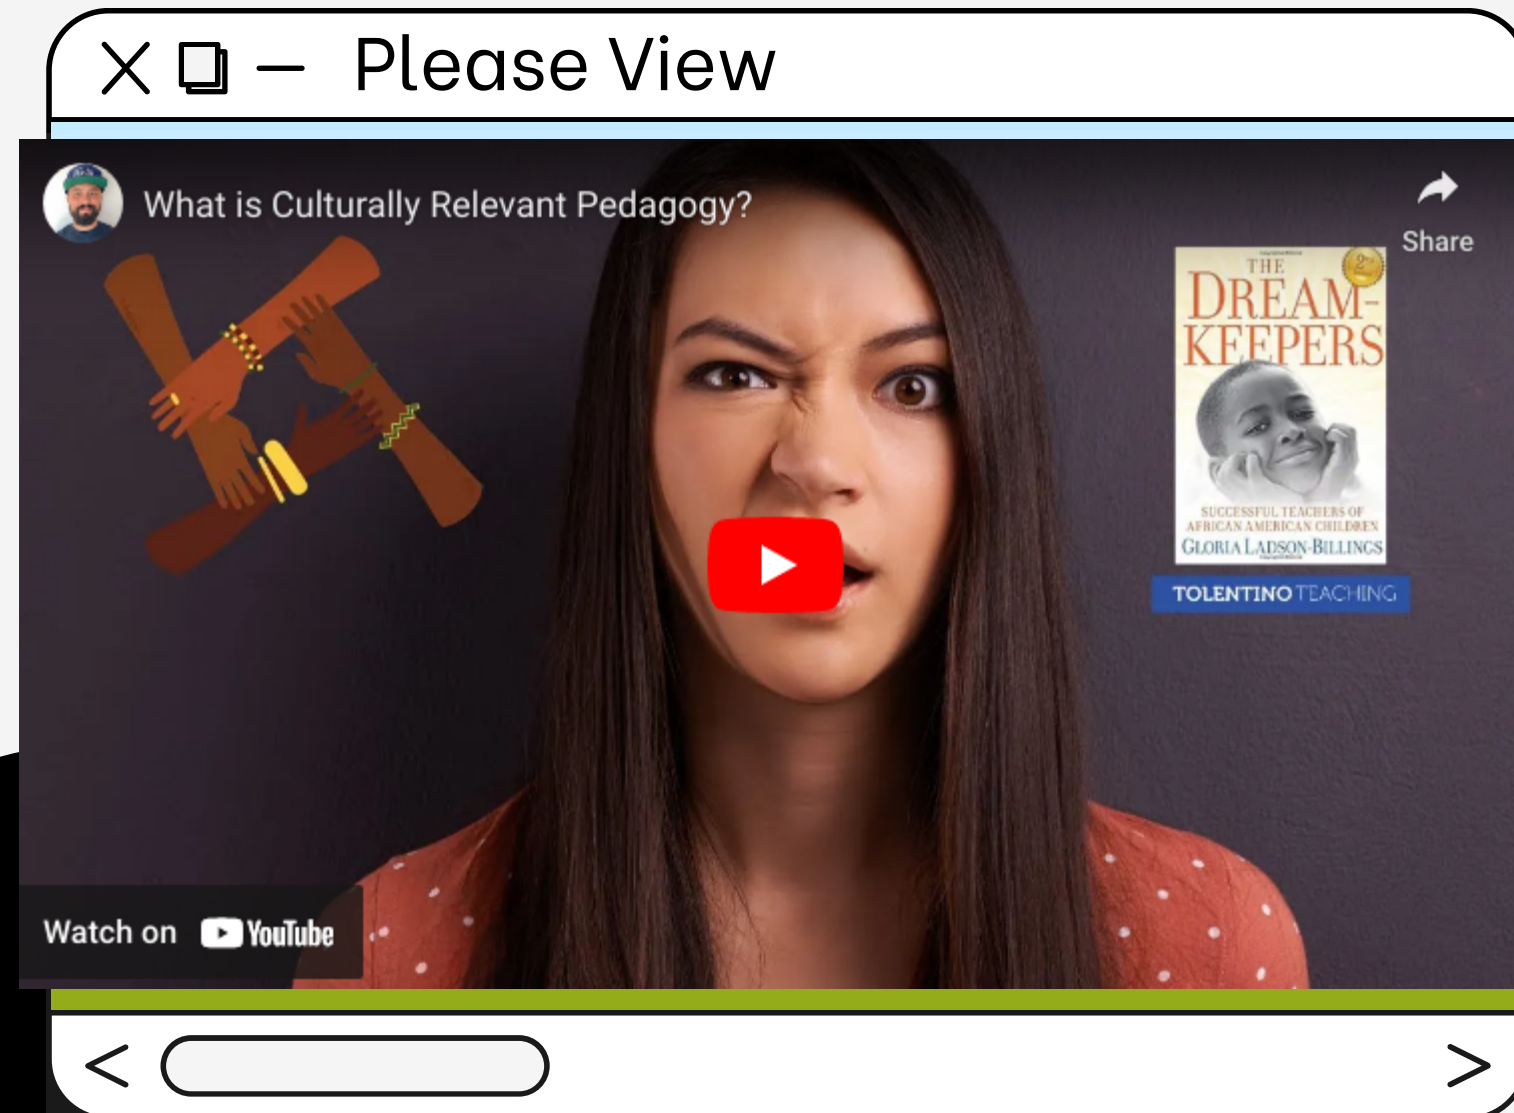 Please View
What is Culturally Relevant Pedagogy?
Share
THE
DREAM-
KEEPERS
SUCCESSFUL TEACHERS OF
AFRICAN AMERICAN CHILDREN
GLORIA LADSON-BILLINGS
TOLENTINO TEACHING
Watch on YouTube